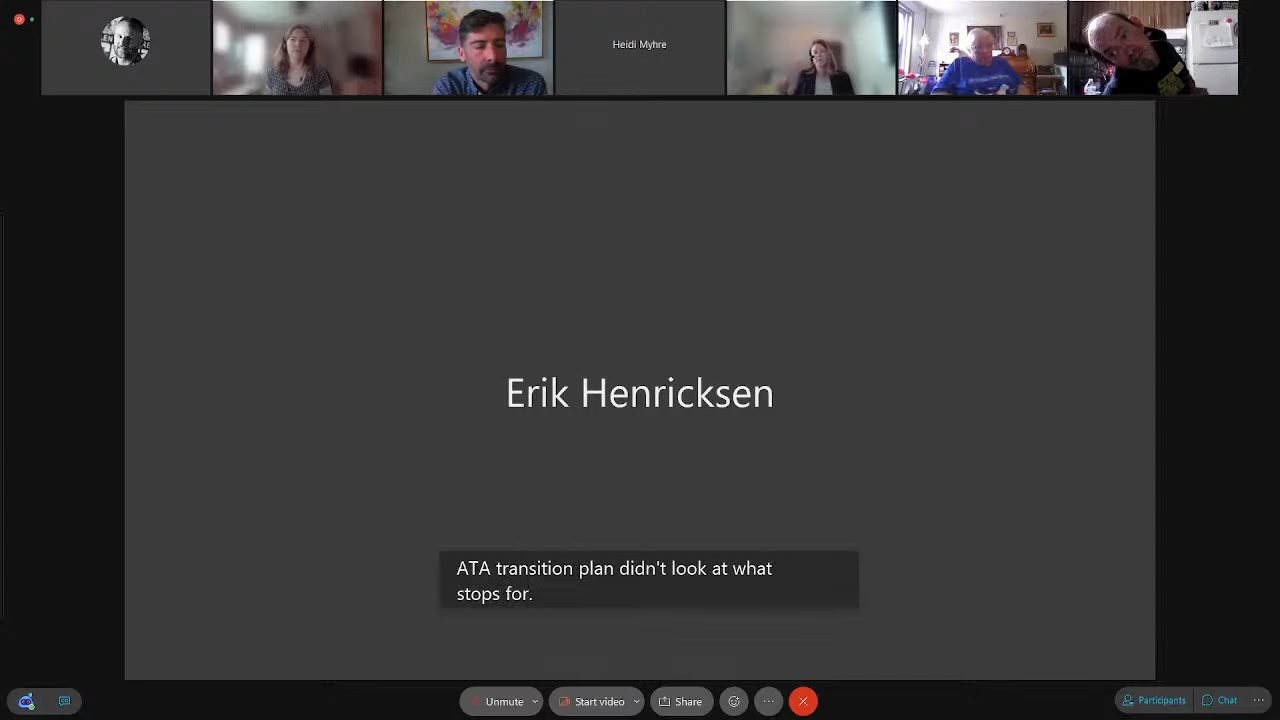 Heidi Myhre
Erik Henricksen
ATA transition plan didn't look at what
stops for.
Unmute
Start video
Share
Participants
Chat